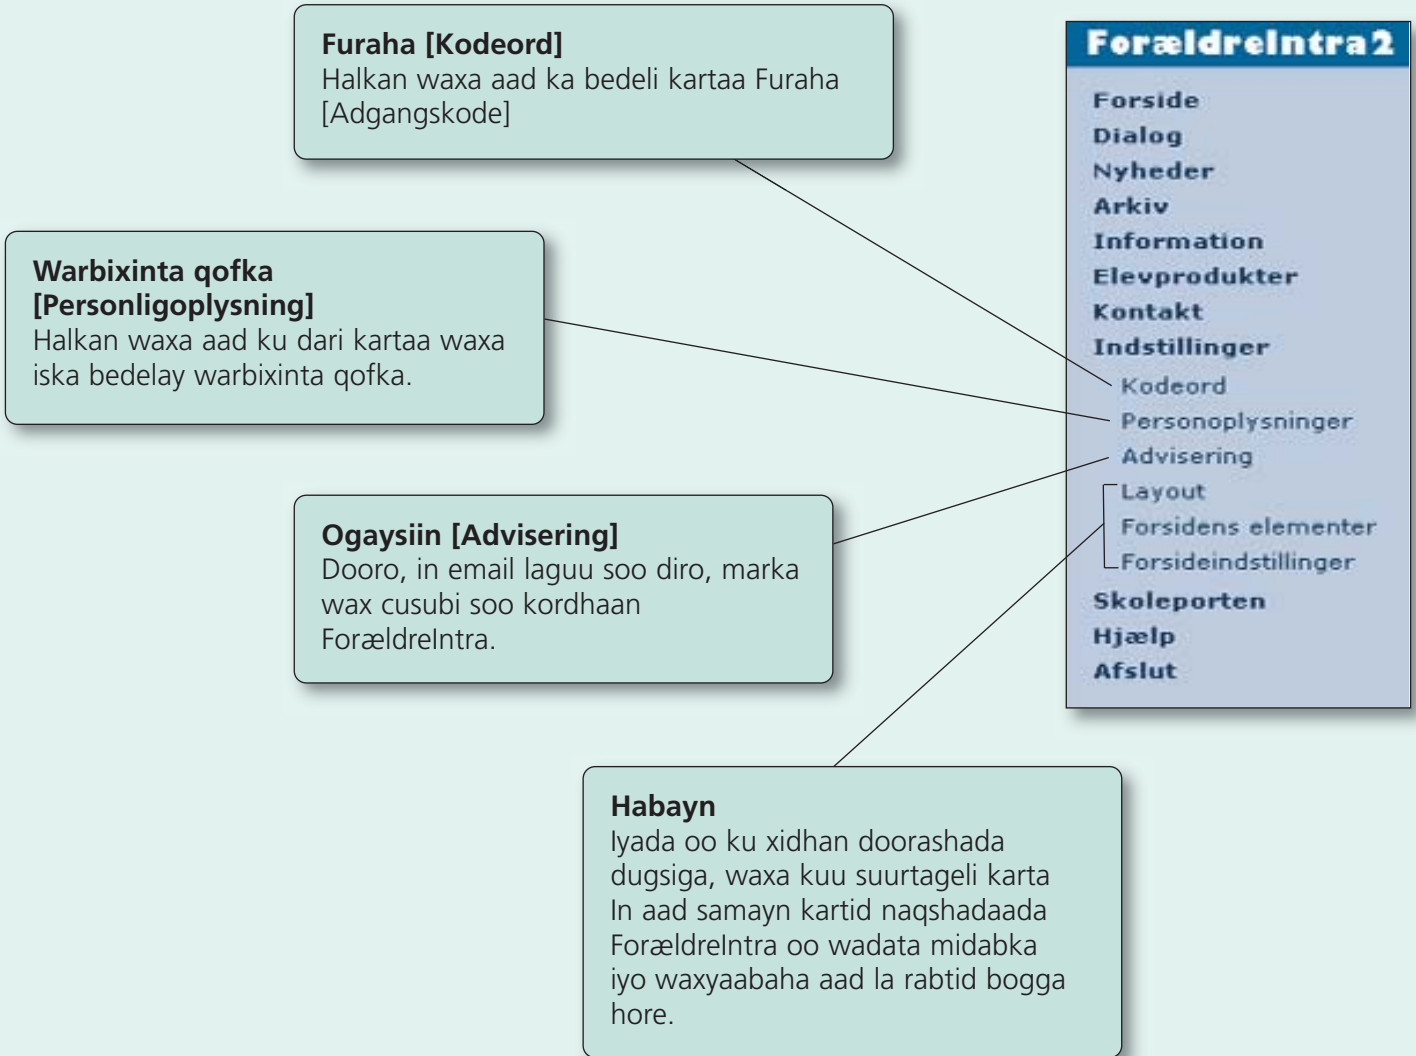 Furaha [Kodeord]
Halkan waxa aad ka bedeli kartaa Furaha
[Adgangskode]
Warbixinta qofka
[Personligoplysning]
Halkan waxa aad ku dari kartaa waxa
iska bedelay warbixinta qofka.
Ogaysiin [Advisering]
Dooro, in email laguu soo diro, marka
wax cusubi soo kordhaan
ForældreIntra.
Habayn
Iyada oo ku xidhan doorashada
dugsiga, waxa kuu suurtageli karta
In aad samayn kartid naqshadaada
ForældreIntra oo wadata midabka
iyo waxyaabaha aad la rabtid bogga
hore.
ForældreIntra2
Forside
Dialog
Nyheder
Arkiv
Information
Elevprodukter
Kontakt
Indstillinger
Kodeord
Personoplysninger
Advisering
Layout
Forsidens elementer
Forsideindstillinger
Skoleporten
Hjælp
Afslut